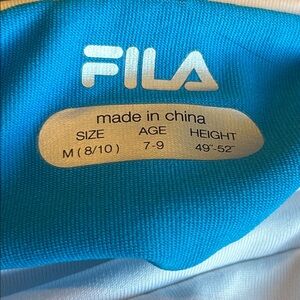 FILA
made in china
SIZE AGE HEIGHT
M ( 8/10 ) 7-9 49"-52"